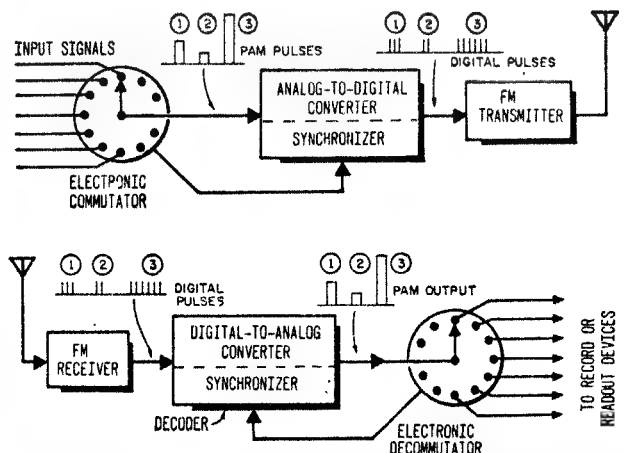 ① ② ③
PAM PULSES
① ② ③
DIGITAL PULSES
INPUT SIGNALS
ANALOG-TO-DIGITAL
CONVERTER
SYNCHRONIZER
FM
TRANSMITTER
ELECTRONIC
COMMUTATOR
① ② ③
DIGITAL
PULSES
① ② ③
PAM OUTPUT
FM
RECEIVER
DIGITAL-TO-ANALOG
CONVERTER
SYNCHRONIZER
DECODER
ELECTRONIC
DECOMMUTATOR
TO RECORD OR
READOUT DEVICES